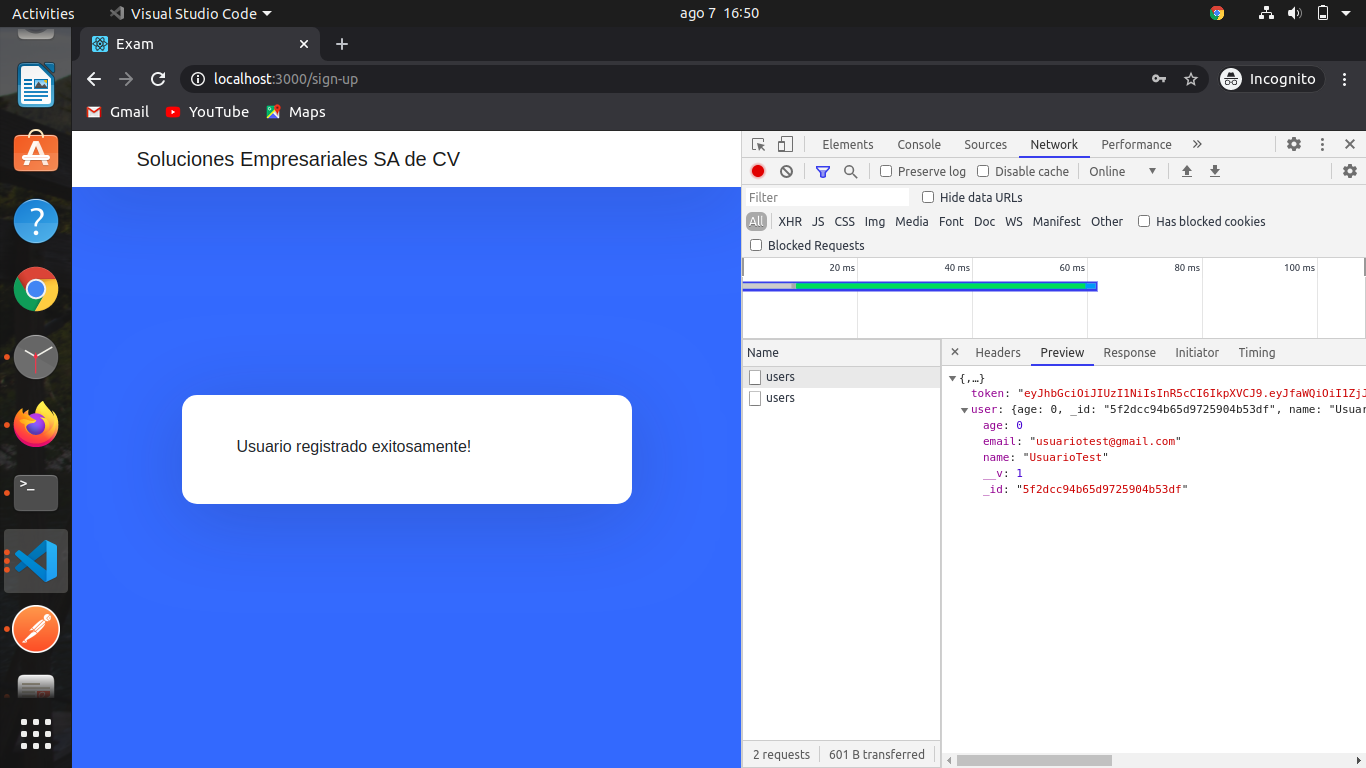 Activities
Visual Studio Code
ago 7 16:50
Exam
localhost:3000/sign-up
Incognito
Gmail
YouTube
Maps
Soluciones Empresariales SA de CV
Usuario registrado exitosamente!
Elements
Console
Sources
Network
Performance
Preserve log
Disable cache
Online
Filter
Hide data URLs
All
XHR
JS
CSS
Img
Media
Font
Doc
WS
Manifest
Other
Has blocked cookies
Blocked Requests
20 ms
40 ms
60 ms
80 ms
100 ms
Name
users
users
Headers
Preview
Response
Initiator
Timing
{,…}
token: "eyJhbGciOiJIUzI1NiIsInR5cCI6IkpXVCJ9.eyJfaWQiOiI1ZjJ
user: {age: 0, _id: "5f2dcc94b65d9725904b53df", name: "Usuar
age: 0
email: "usuariotest@gmail.com"
name: "UsuarioTest"
__v: 1
_id: "5f2dcc94b65d9725904b53df"
2 requests
601 B transferred